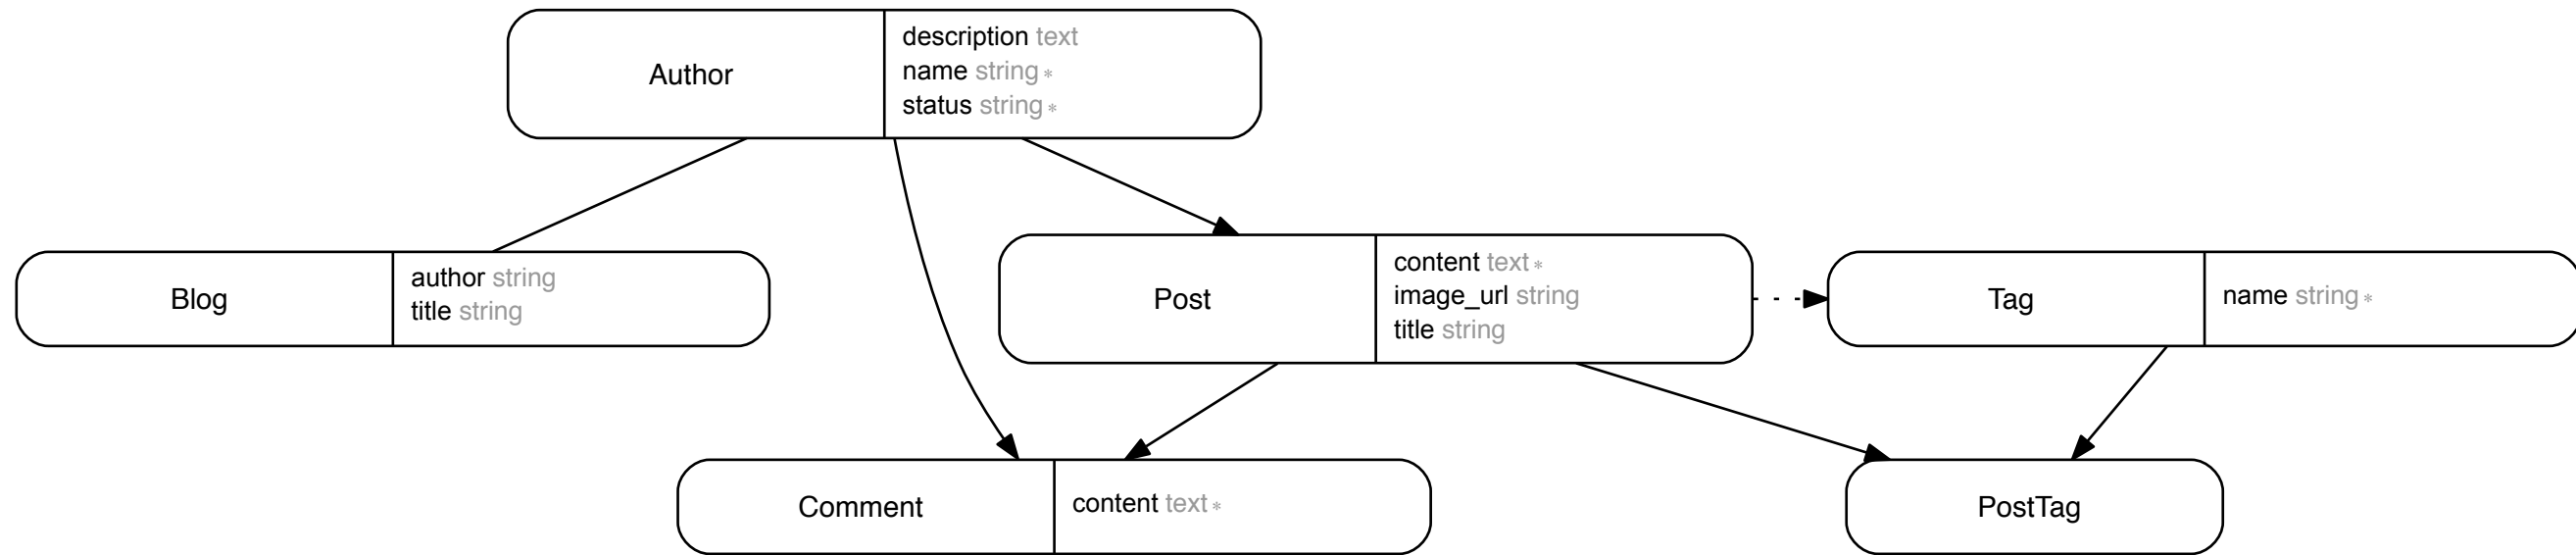 Author
description text
name string *
status string *
Blog
author string
title string
Post
content text *
image_url string
title string
Tag
name string *
Comment
content text *
PostTag